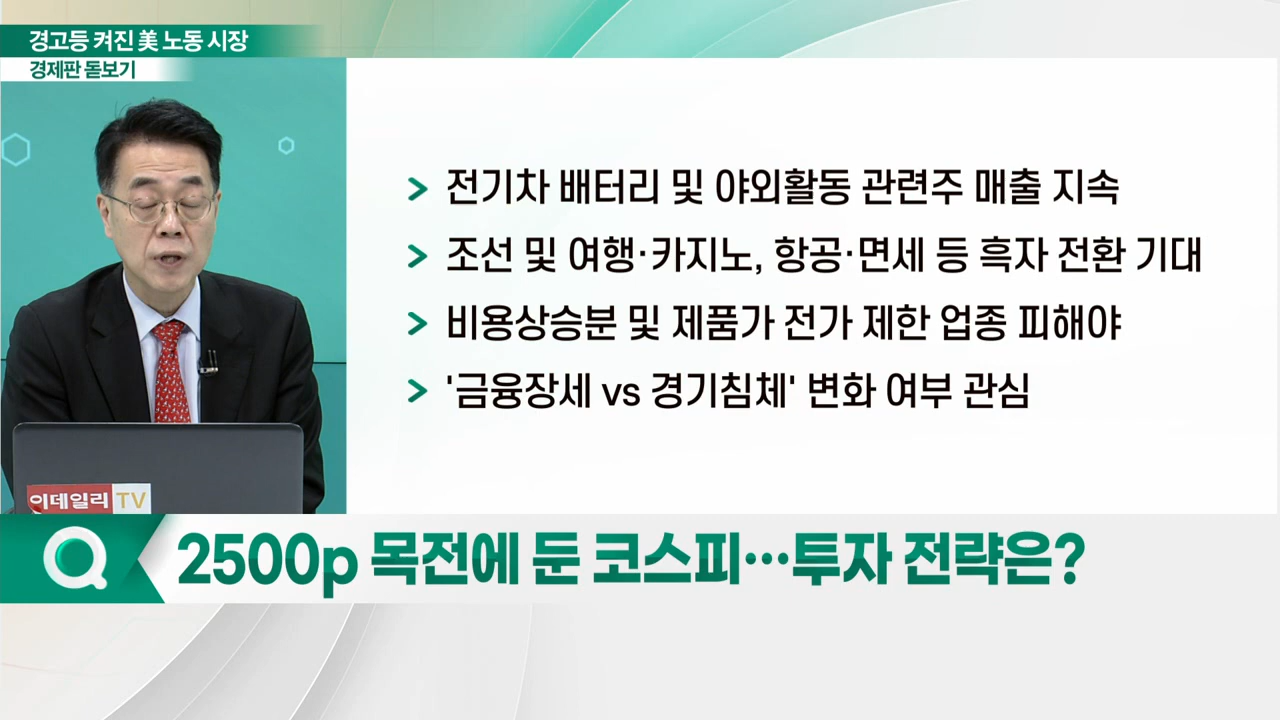 경고등 켜진 美 노동 시장
경제판 돋보기
> 전기차 배터리 및 야외활동 관련주 매출 지속
> 조선 및 여행·카지노, 항공·면세 등 흑자 전환 기대
> 비용상승분 및 제품가 전가 제한 업종 피해야
> '금융장세 vs 경기침체' 변화 여부 관심
이데일리 TV
2500p 목전에 둔 코스피…투자 전략은?